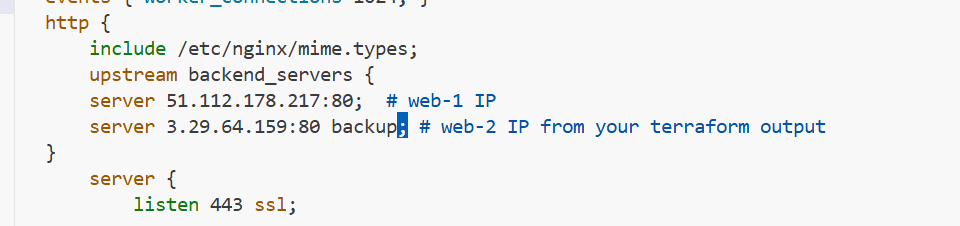 events { worker_connections 1024; }
http {
    include /etc/nginx/mime.types;
    upstream backend_servers {
    server 51.112.178.217:80;  # web-1 IP
    server 3.29.64.159:80 backup; # web-2 IP from your terraform output
}
    server {
        listen 443 ssl;